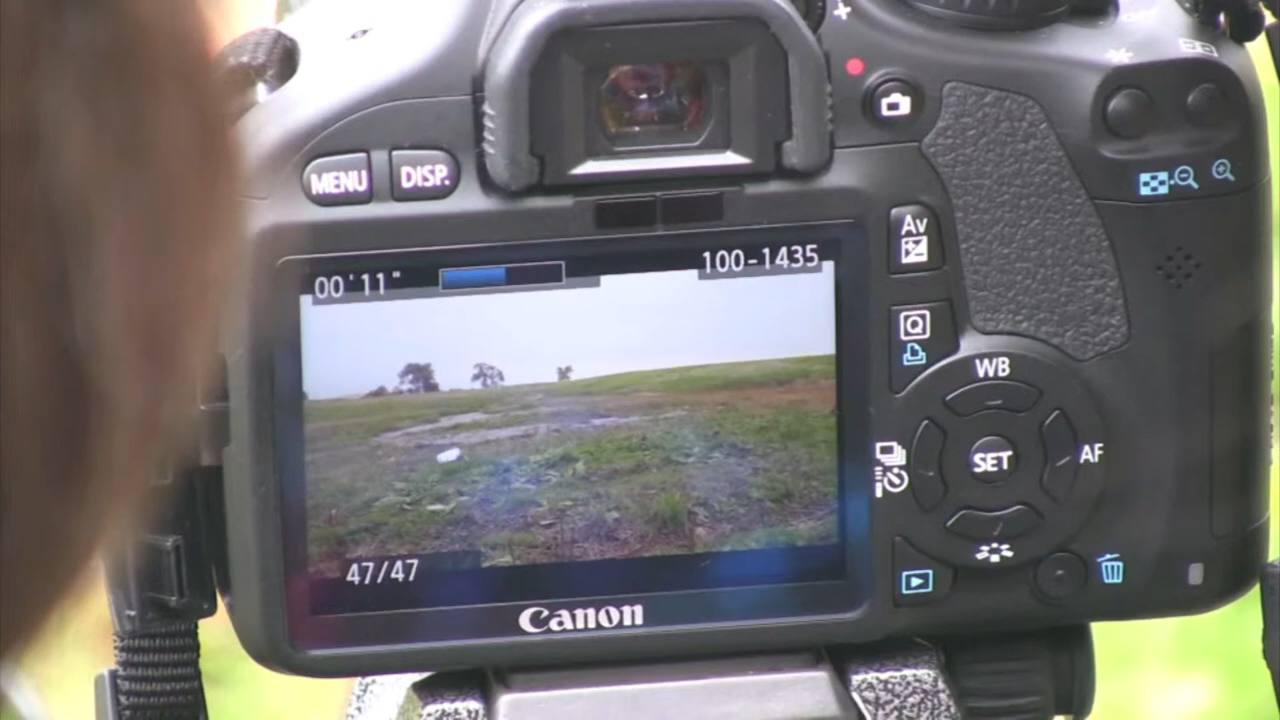 MENU
DISP.
00'11"
100-1435
Av
Q
WB
SET
AF
47/47
Canon